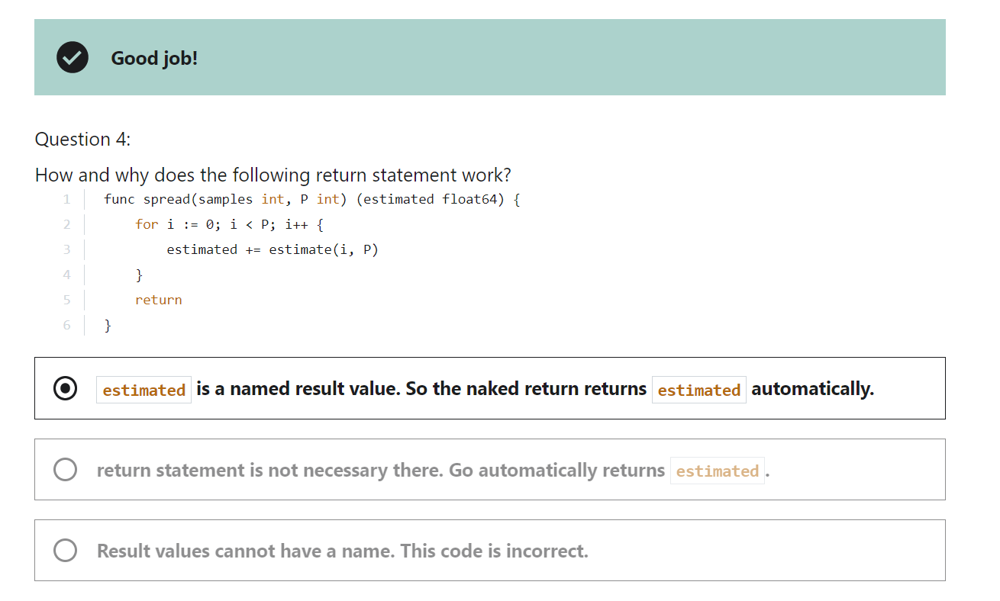 Good job!
Question 4:
How and why does the following return statement work?
1 func spread(samples int, P int) (estimated float64) {
2     for i := 0; i < P; i++ {
3         estimated += estimate(i, P)
4     }
5     return
6 }
estimated is a named result value. So the naked return returns estimated automatically.
return statement is not necessary there. Go automatically returns estimated.
Result values cannot have a name. This code is incorrect.